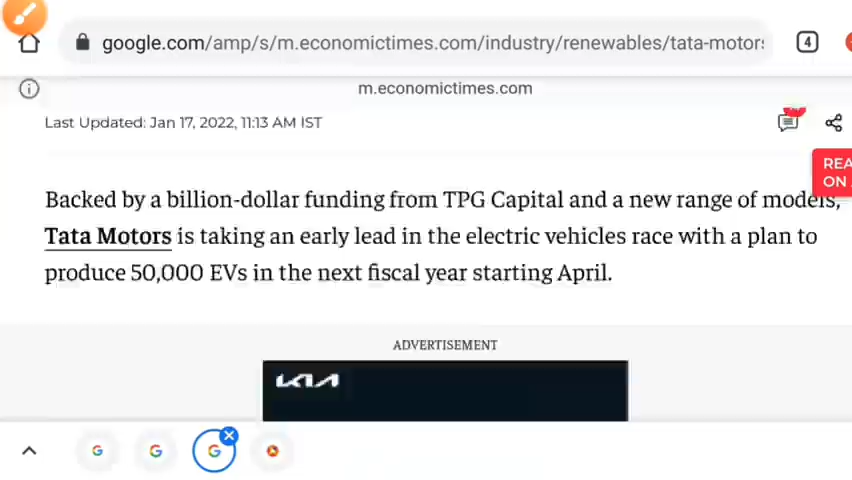 google.com/amp/s/m.economictimes.com/industry/renewables/tata-motors
4
m.economictimes.com
Last Updated: Jan 17, 2022, 11:13 AM IST
REA
ON
Backed by a billion-dollar funding from TPG Capital and a new range of models,
Tata Motors is taking an early lead in the electric vehicles race with a plan to
produce 50,000 EVs in the next fiscal year starting April.
ADVERTISEMENT
KIA